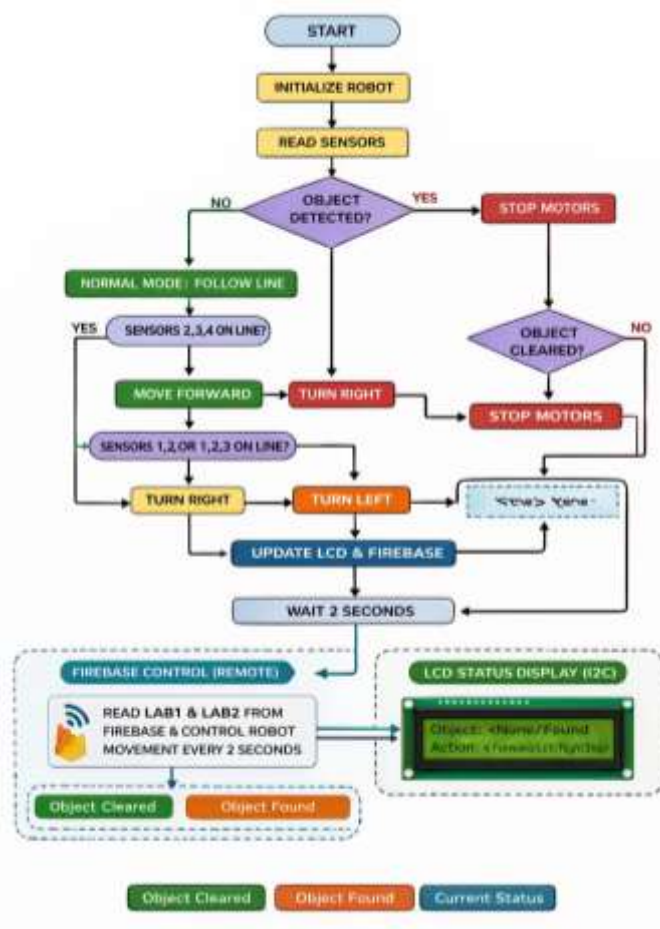 START
INITIALIZE ROBOT
READ SENSORS
OBJECT
DETECTED?
NO
YES
STOP MOTORS
NORMAL MODE: FOLLOW LINE
YES
SENSORS 2,3,4 ON LINE?
OBJECT
CLEARED?
NO
MOVE FORWARD
TURN RIGHT
STOP MOTORS
SENSORS 1,2,OR 1,2,3 ON LINE?
TURN RIGHT
TURN LEFT
UPDATE LCD & FIREBASE
WAIT 2 SECONDS
FIREBASE CONTROL (REMOTE)
LCD STATUS DISPLAY (I2C)
READ LAB1 & LAB2 FROM
FIREBASE & CONTROL ROBOT
MOVEMENT EVERY 2 SECONDS
Object: <None/Found
Action:
Object Cleared
Object Found
Object Cleared
Object Found
Current Status